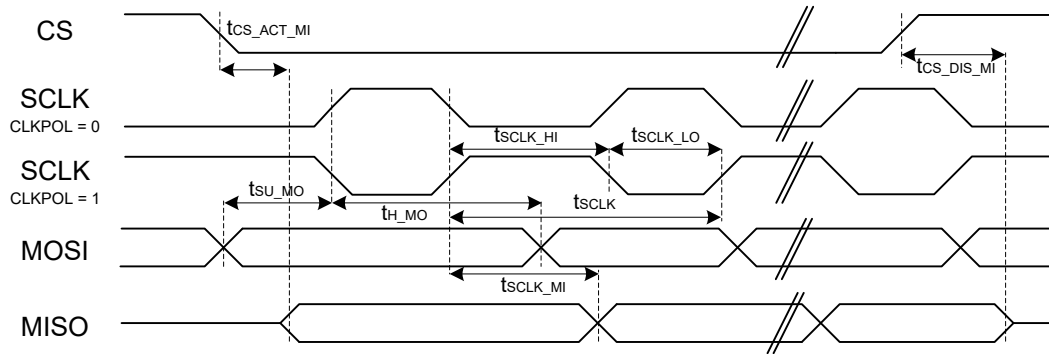 CS
tCS_ACT_MI
tCS_DIS_MI
SCLK
CLKPOL = 0
tSCLK_HI
tSCLK_LO
SCLK
CLKPOL = 1
tSU_MO
tH_MO
tSCLK
MOSI
tSCLK_MI
MISO